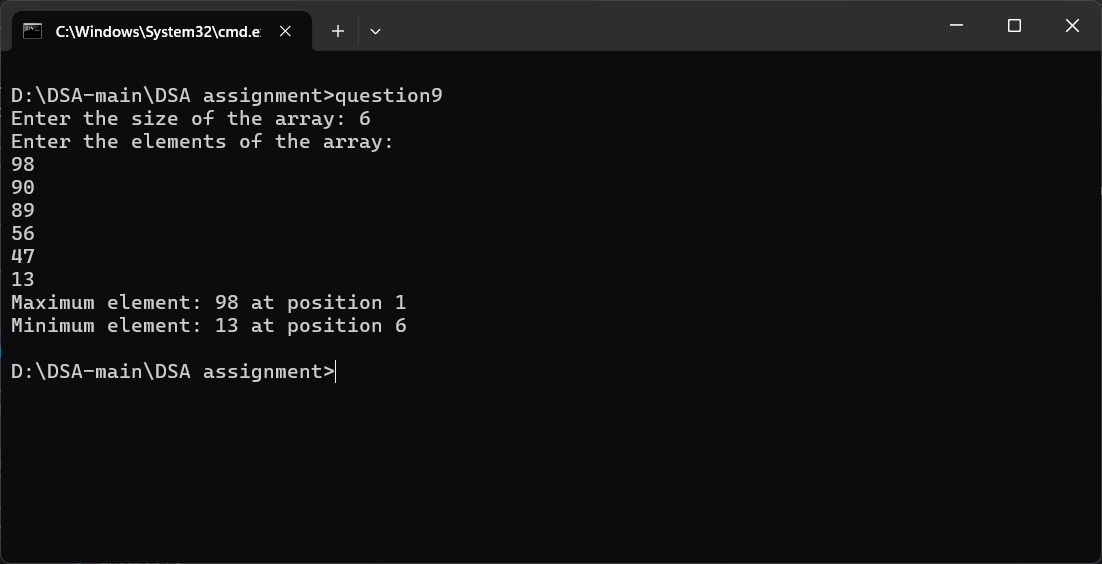 C:\Windows\System32\cmd.e
D:\DSA-main\DSA assignment>question9
Enter the size of the array: 6
Enter the elements of the array:
98
90
89
56
47
13
Maximum element: 98 at position 1
Minimum element: 13 at position 6
D:\DSA-main\DSA assignment>